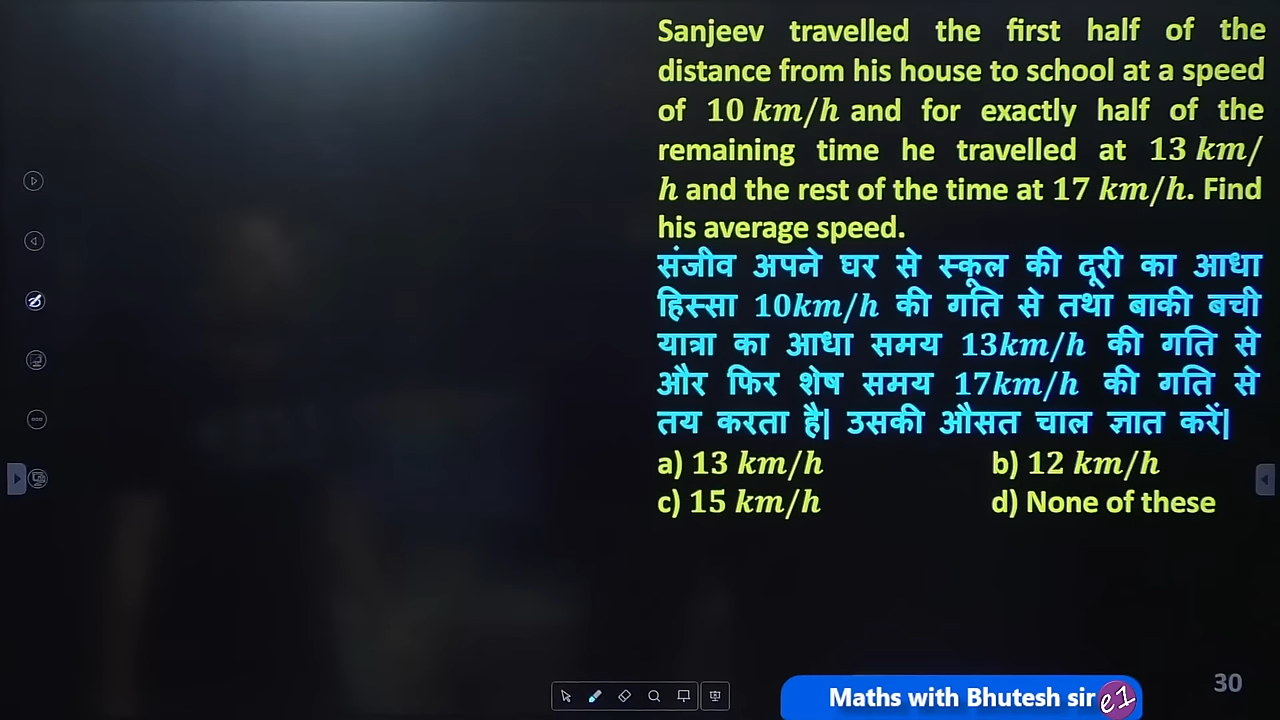 Sanjeev travelled the first half of the
distance from his house to school at a speed
of 10 km/h and for exactly half of the
remaining time he travelled at 13 km/
h and the rest of the time at 17 km/h. Find
his average speed.
संजीव अपने घर से स्कूल की दूरी का आधा
हिस्सा 10km/h की गति से तथा बाकी बची
यात्रा का आधा समय 13km/h की गति से
और फिर शेष समय 17km/h की गति से
तय करता है| उसकी औसत चाल ज्ञात करें|
a) 13 km/h b) 12 km/h
c) 15 km/h d) None of these
Maths with Bhutesh sir e1
30